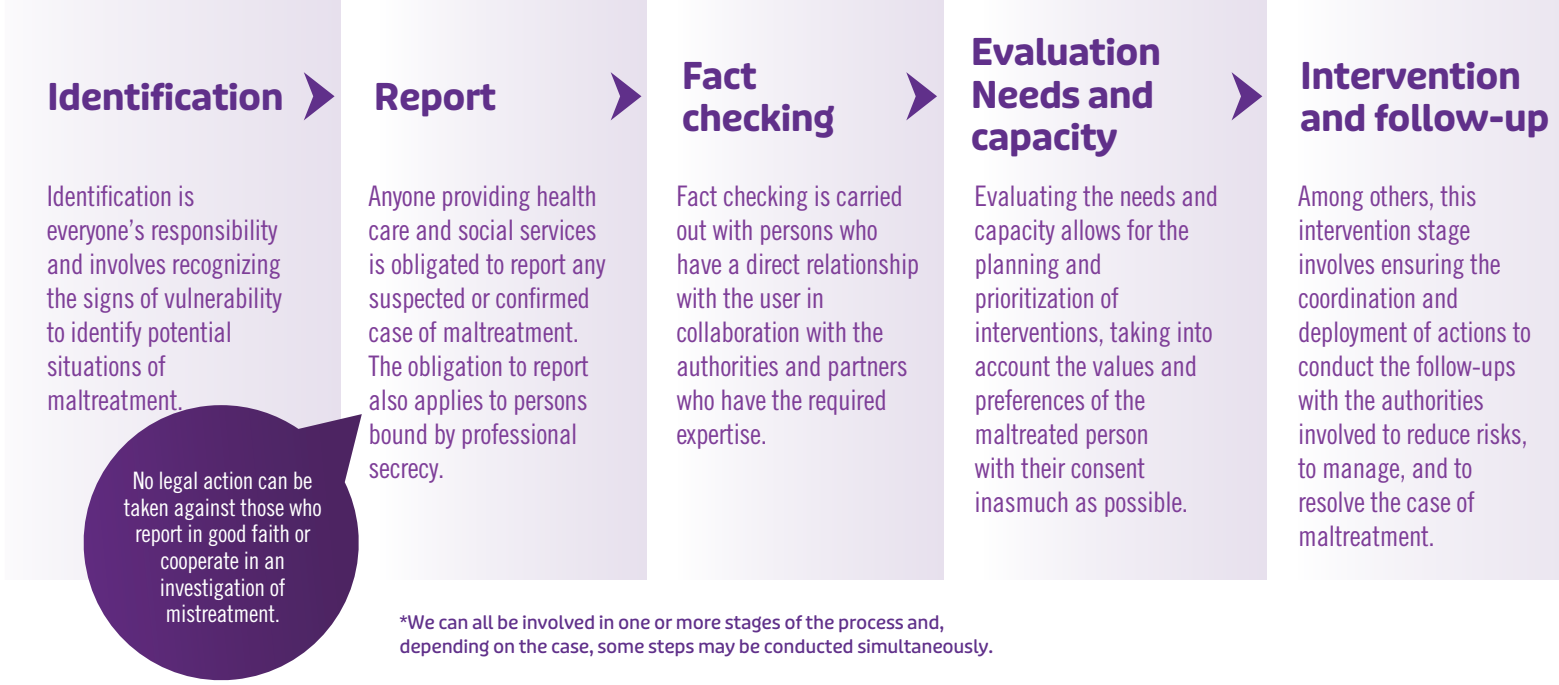 Identification
Identification is
everyone's responsibility
and involves recognizing
the signs of vulnerability
to identify potential
situations of
maltreatment.
No legal action can be
taken against those who
report in good faith or
cooperate in an
investigation of
mistreatment.
Report
Anyone providing health
care and social services
is obligated to report any
suspected or confirmed
case of maltreatment.
The obligation to report
also applies to persons
bound by professional
secrecy.
Fact
checking
Fact checking is carried
out with persons who
have a direct relationship
with the user in
collaboration with the
authorities and partners
who have the required
expertise.
Evaluation
Needs and
capacity
Evaluating the needs and
capacity allows for the
planning and
prioritization of
interventions, taking into
account the values and
preferences of the
maltreated person
with their consent
inasmuch as possible.
Intervention
and follow-up
Among others, this
intervention stage
involves ensuring the
coordination and
deployment of actions to
conduct the follow-ups
with the authorities
involved to reduce risks,
to manage, and to
resolve the case of
maltreatment.
*We can all be involved in one or more stages of the process and,
depending on the case, some steps may be conducted simultaneously.